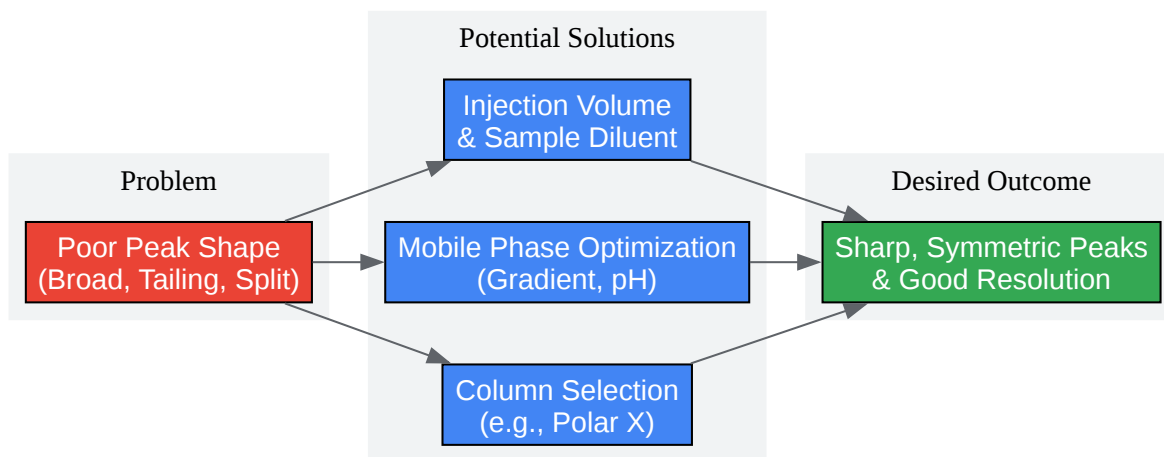 Potential Solutions
Injection Volume
& Sample Diluent
Problem
Desired Outcome
Poor Peak Shape
(Broad, Tailing, Split)
Mobile Phase Optimization
(Gradient, pH)
Sharp, Symmetric Peaks
& Good Resolution
Column Selection
(e.g., Polar X)